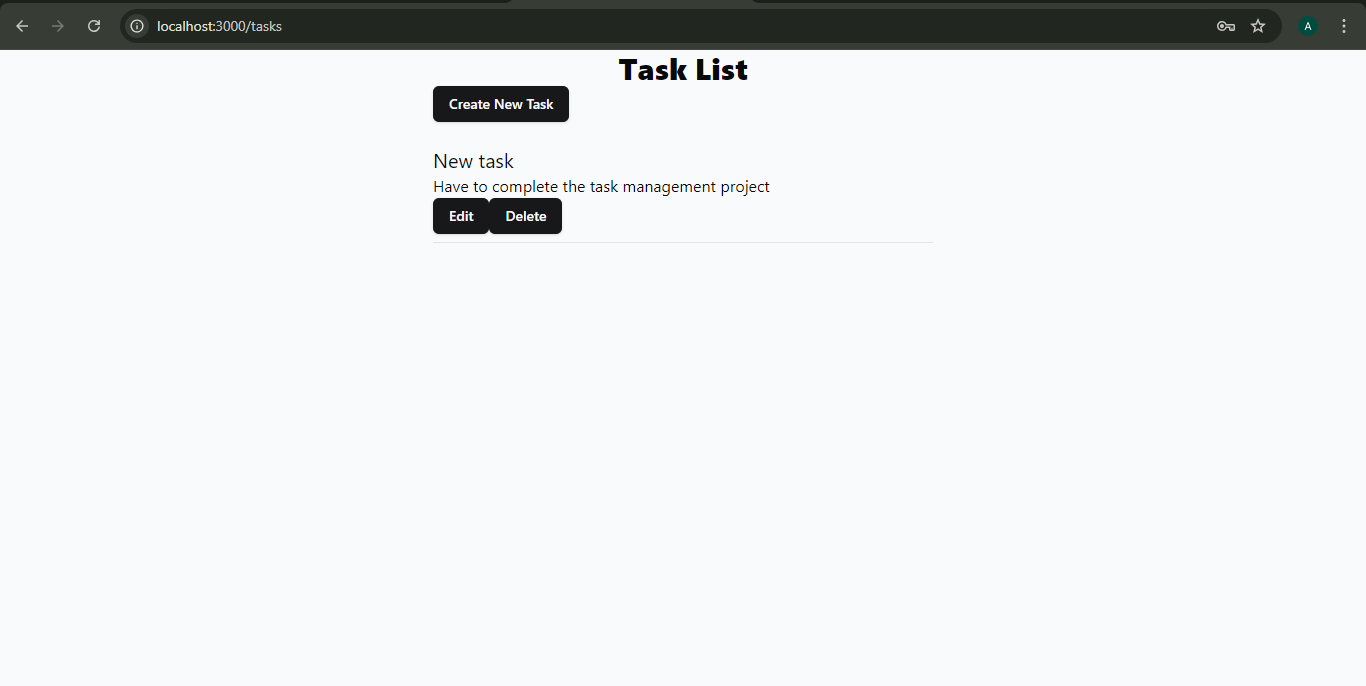 localhost:3000/tasks
A
Task List
Create New Task
New task
Have to complete the task management project
Edit Delete